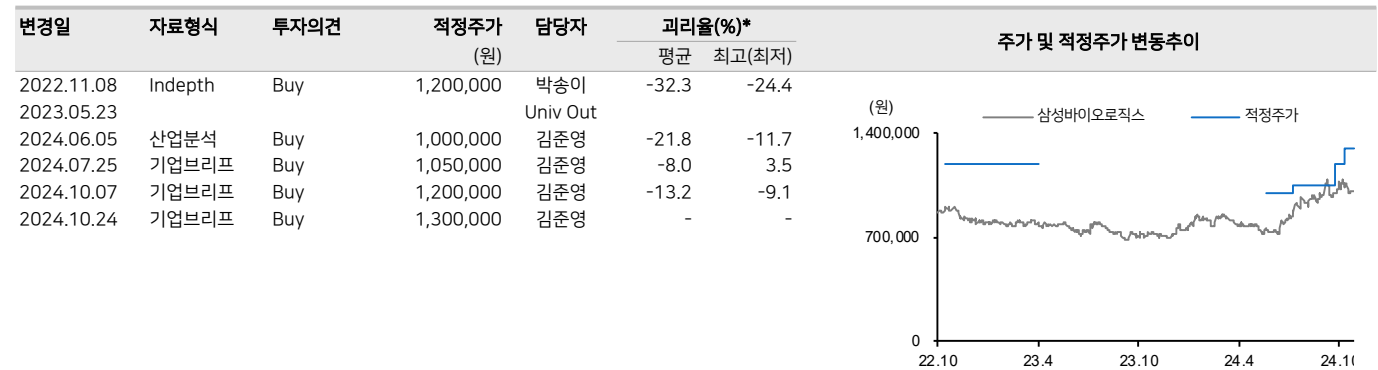 변경일 자료형식 투자의견 적정주가 담당자 괴리율(%)* 주가 및 적정주가 변동추이
(원) 평균 최고(최저)
2022.11.08 Indepth Buy 1,200,000 박송이 -32.3 -24.4
2023.05.23 Univ Out
2024.06.05 산업분석 Buy 1,000,000 김준영 -21.8 -11.7
2024.07.25 기업브리프 Buy 1,050,000 김준영 -8.0 3.5
2024.10.07 기업브리프 Buy 1,200,000 김준영 -13.2 -9.1
2024.10.24 기업브리프 Buy 1,300,000 김준영 - -
(원) 삼성바이오로직스 적정주가
1,400,000
700,000
0
22.10 23.4 23.10 24.4 24.10